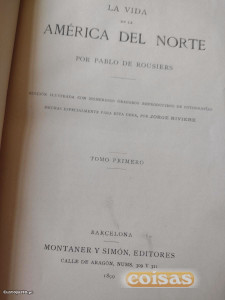 LA VIDA
EN LA
AMÉRICA DEL NORTE
POR PABLO DE ROUSIERS
TOMO PRIMERO
BARCELONA
MONTANER Y SIMÓN, EDITORES
CALLE DE ARAGÓN, NÚMS. 309 Y 311
coisas